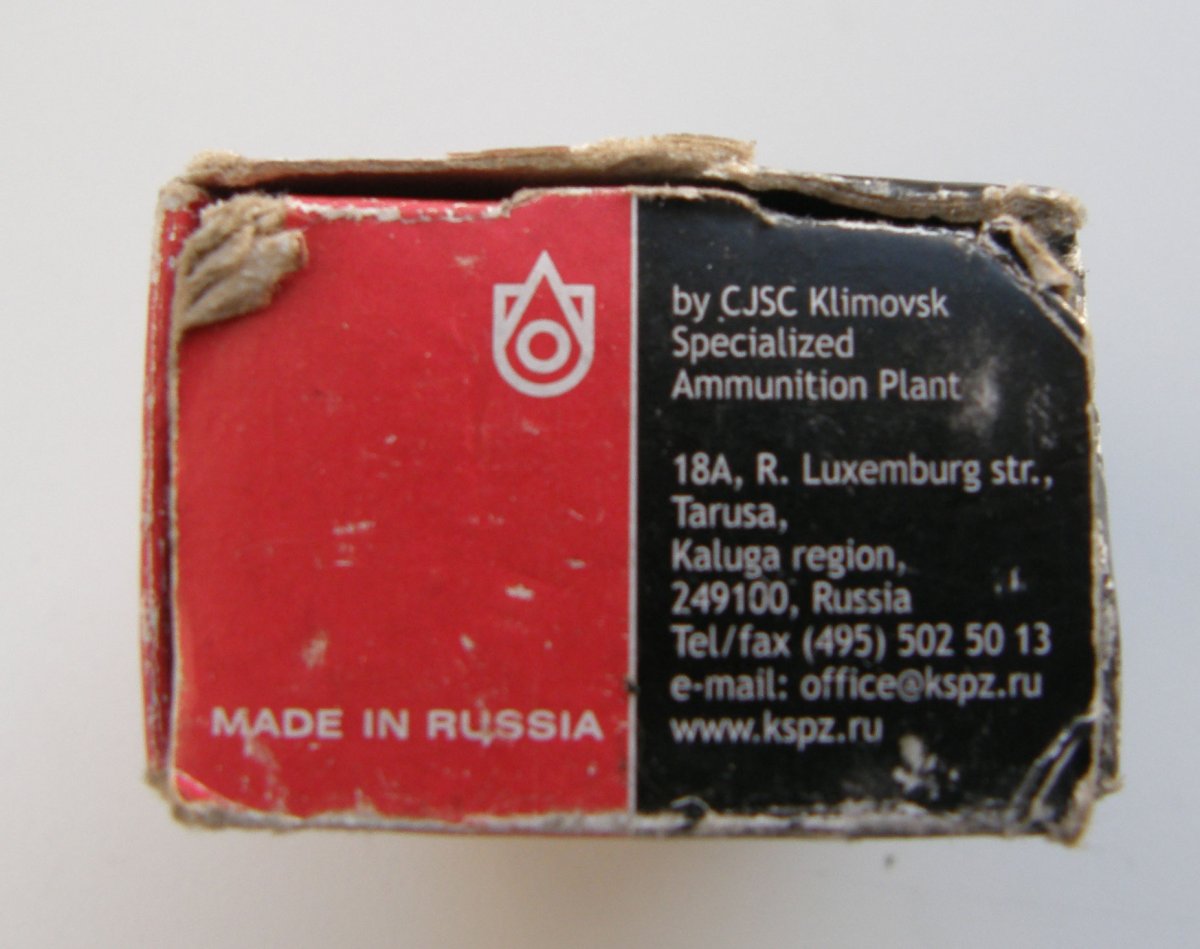 MADE IN RUSSIA
by CJSC Klimovsk
Specialized
Ammunition Plant
18A, R. Luxemburg str.,
Tarusa,
Kaluga region,
249100, Russia
Tel/fax (495) 502 50 13
e-mail: office@kspz.ru
www.kspz.ru